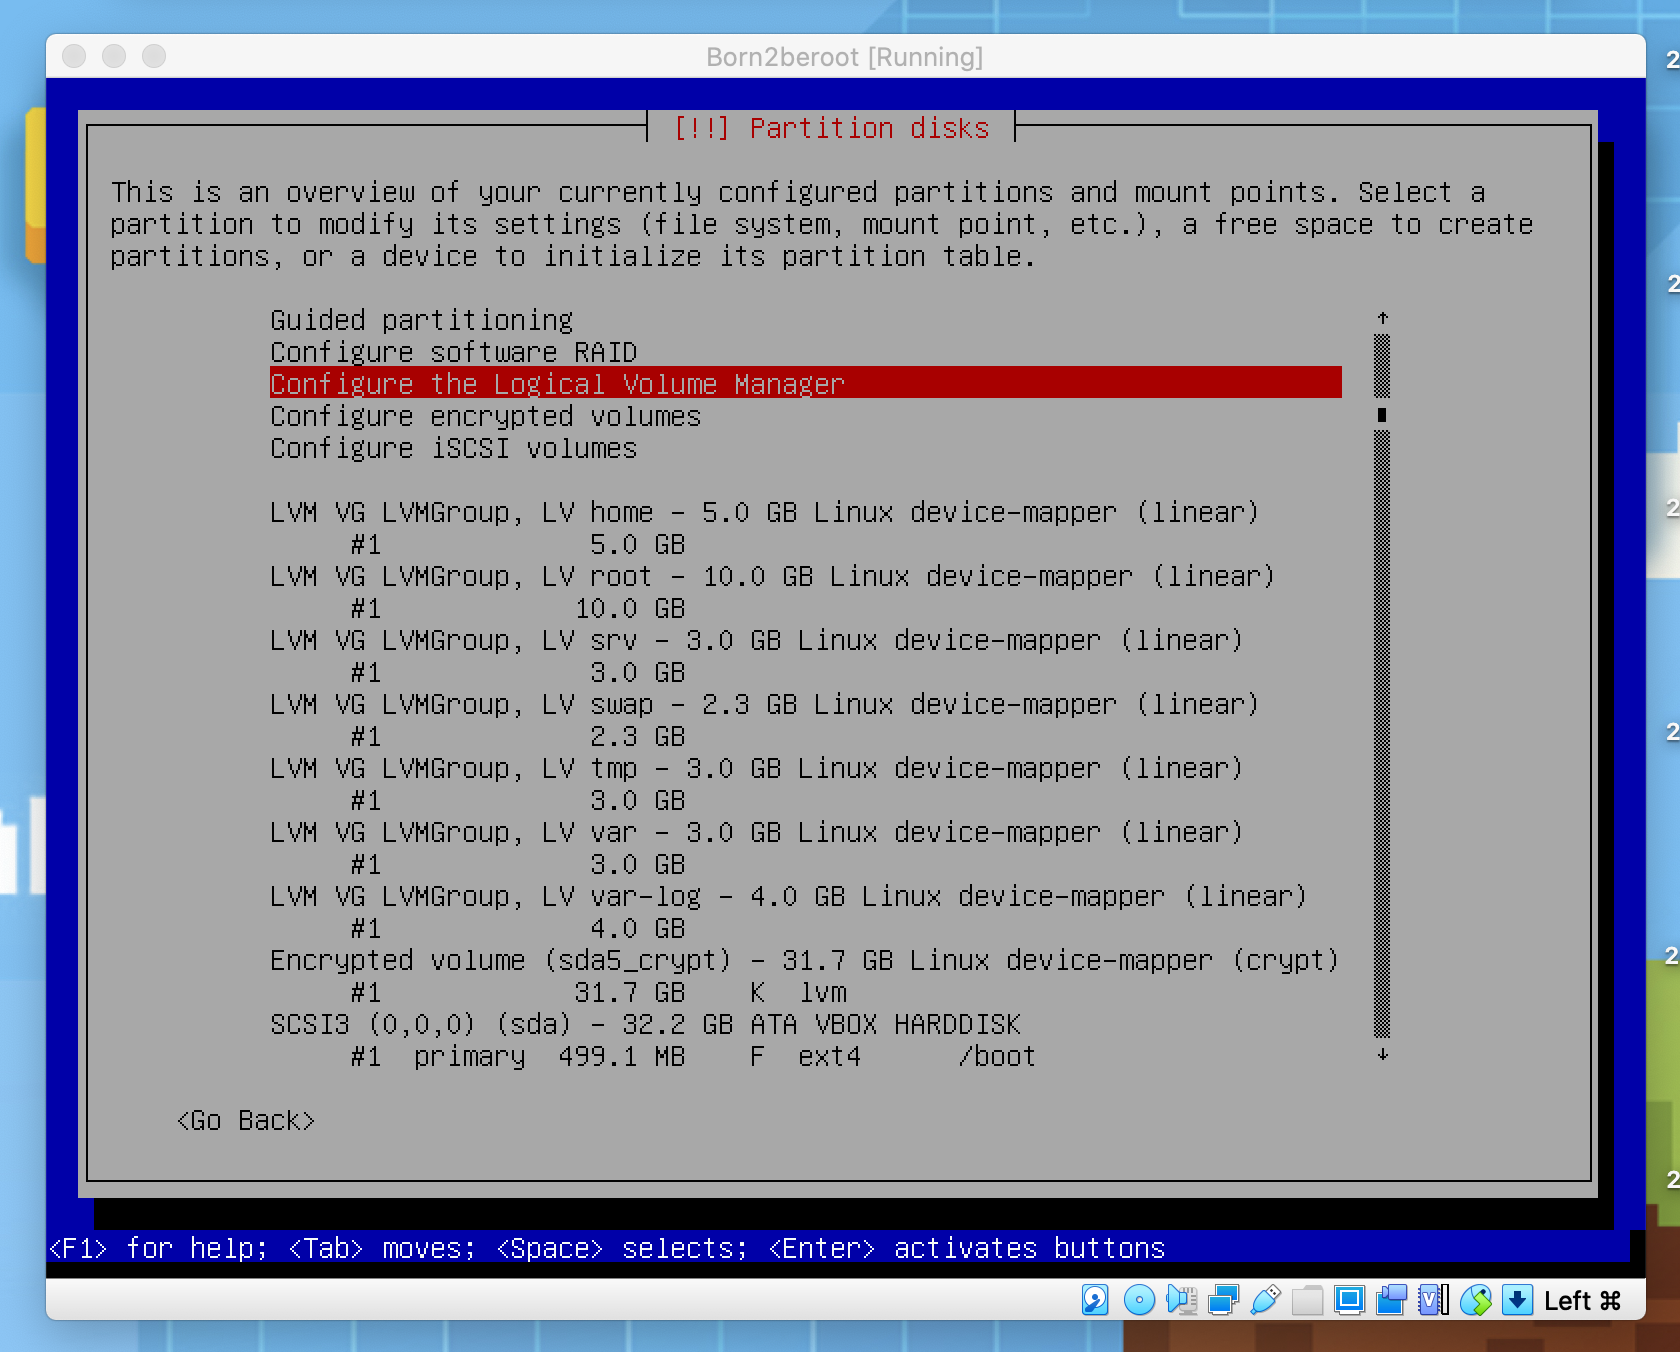 Born2beroot [Running]
[!!] Partition disks
This is an overview of your currently configured partitions and mount points. Select a
partition to modify its settings (file system, mount point, etc.), a free space to create
partitions, or a device to initialize its partition table.
Guided partitioning
Configure software RAID
Configure the Logical Volume Manager
Configure encrypted volumes
Configure iSCSI volumes
LVM VG LVMGroup, LV home - 5.0 GB Linux device-mapper (linear)
#1 5.0 GB
LVM VG LVMGroup, LV root - 10.0 GB Linux device-mapper (linear)
#1 10.0 GB
LVM VG LVMGroup, LV srv - 3.0 GB Linux device-mapper (linear)
#1 3.0 GB
LVM VG LVMGroup, LV swap - 2.3 GB Linux device-mapper (linear)
#1 2.3 GB
LVM VG LVMGroup, LV tmp - 3.0 GB Linux device-mapper (linear)
#1 3.0 GB
LVM VG LVMGroup, LV var - 3.0 GB Linux device-mapper (linear)
#1 3.0 GB
LVM VG LVMGroup, LV var-log - 4.0 GB Linux device-mapper (linear)
#1 4.0 GB
Encrypted volume (sda5_crypt) - 31.7 GB Linux device-mapper (crypt)
#1 31.7 GB K lvm
SCSI3 (0,0,0) (sda) - 32.2 GB ATA VBOX HARDDISK
#1 primary 499.1 MB F ext4 /boot
<Go Back>
<F1> for help; <Tab> moves; <Space> selects; <Enter> activates buttons
Left ⌘